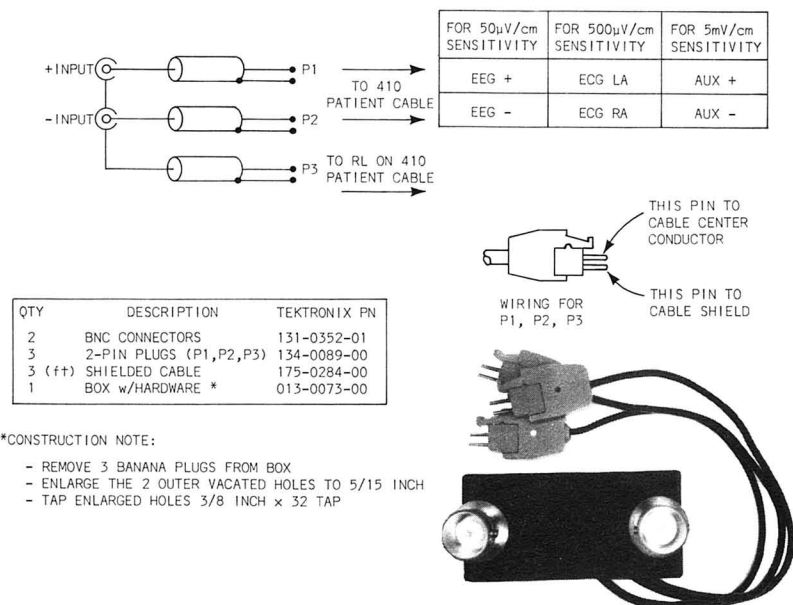 +INPUT
P1
TO 410
PATIENT CABLE
-INPUT
P2
P3
TO RL ON 410
PATIENT CABLE
FOR 50µV/cm SENSITIVITY FOR 500µV/cm SENSITIVITY FOR 5mV/cm SENSITIVITY
EEG + ECG LA AUX +
EEG - ECG RA AUX -
THIS PIN TO
CABLE CENTER
CONDUCTOR
THIS PIN TO
CABLE SHIELD
WIRING FOR
P1, P2, P3
QTY DESCRIPTION TEKTRONIX PN
2 BNC CONNECTORS 131-0352-01
3 2-PIN PLUGS (P1,P2,P3) 134-0089-00
3 (ft) SHIELDED CABLE 175-0284-00
1 BOX w/HARDWARE * 013-0073-00
*CONSTRUCTION NOTE:
- REMOVE 3 BANANA PLUGS FROM BOX
- ENLARGE THE 2 OUTER VACATED HOLES TO 5/15 INCH
- TAP ENLARGED HOLES 3/8 INCH x 32 TAP